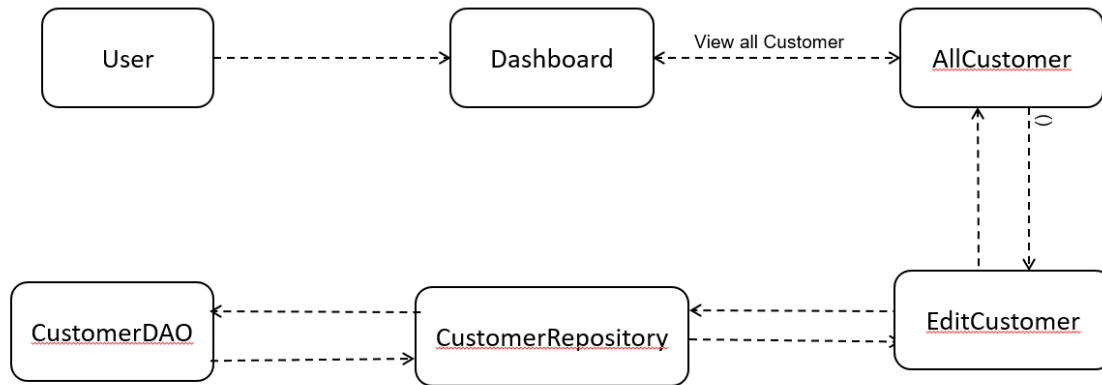 User
Dashboard
View all Customer
AllCustomer
()
CustomerDAO
CustomerRepository
EditCustomer